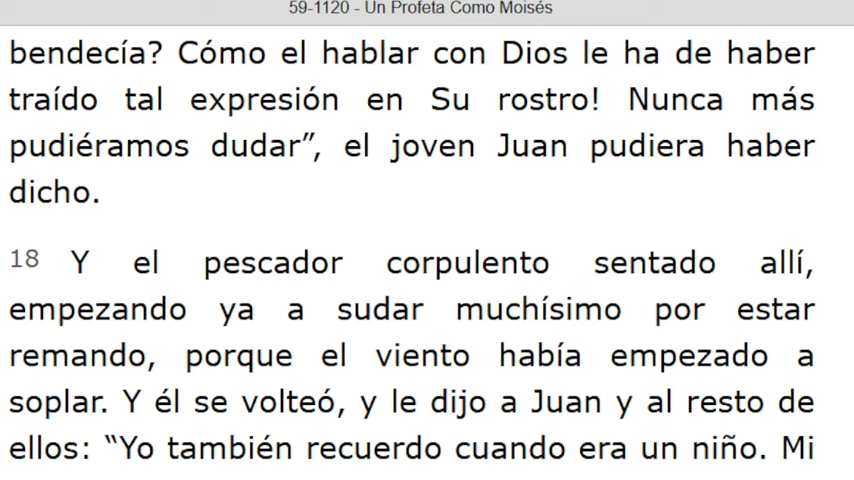 59-1120 - Un Profeta Como Moisés
bendecía? Cómo el hablar con Dios le ha de haber
traído tal expresión en Su rostro! Nunca más
pudiéramos dudar”, el joven Juan pudiera haber
dicho.
18 Y el pescador corpulento sentado allí,
empezando ya a sudar muchísimo por estar
remando, porque el viento había empezado a
soplar. Y él se volteó, y le dijo a Juan y al resto de
ellos: “Yo también recuerdo cuando era un niño. Mi